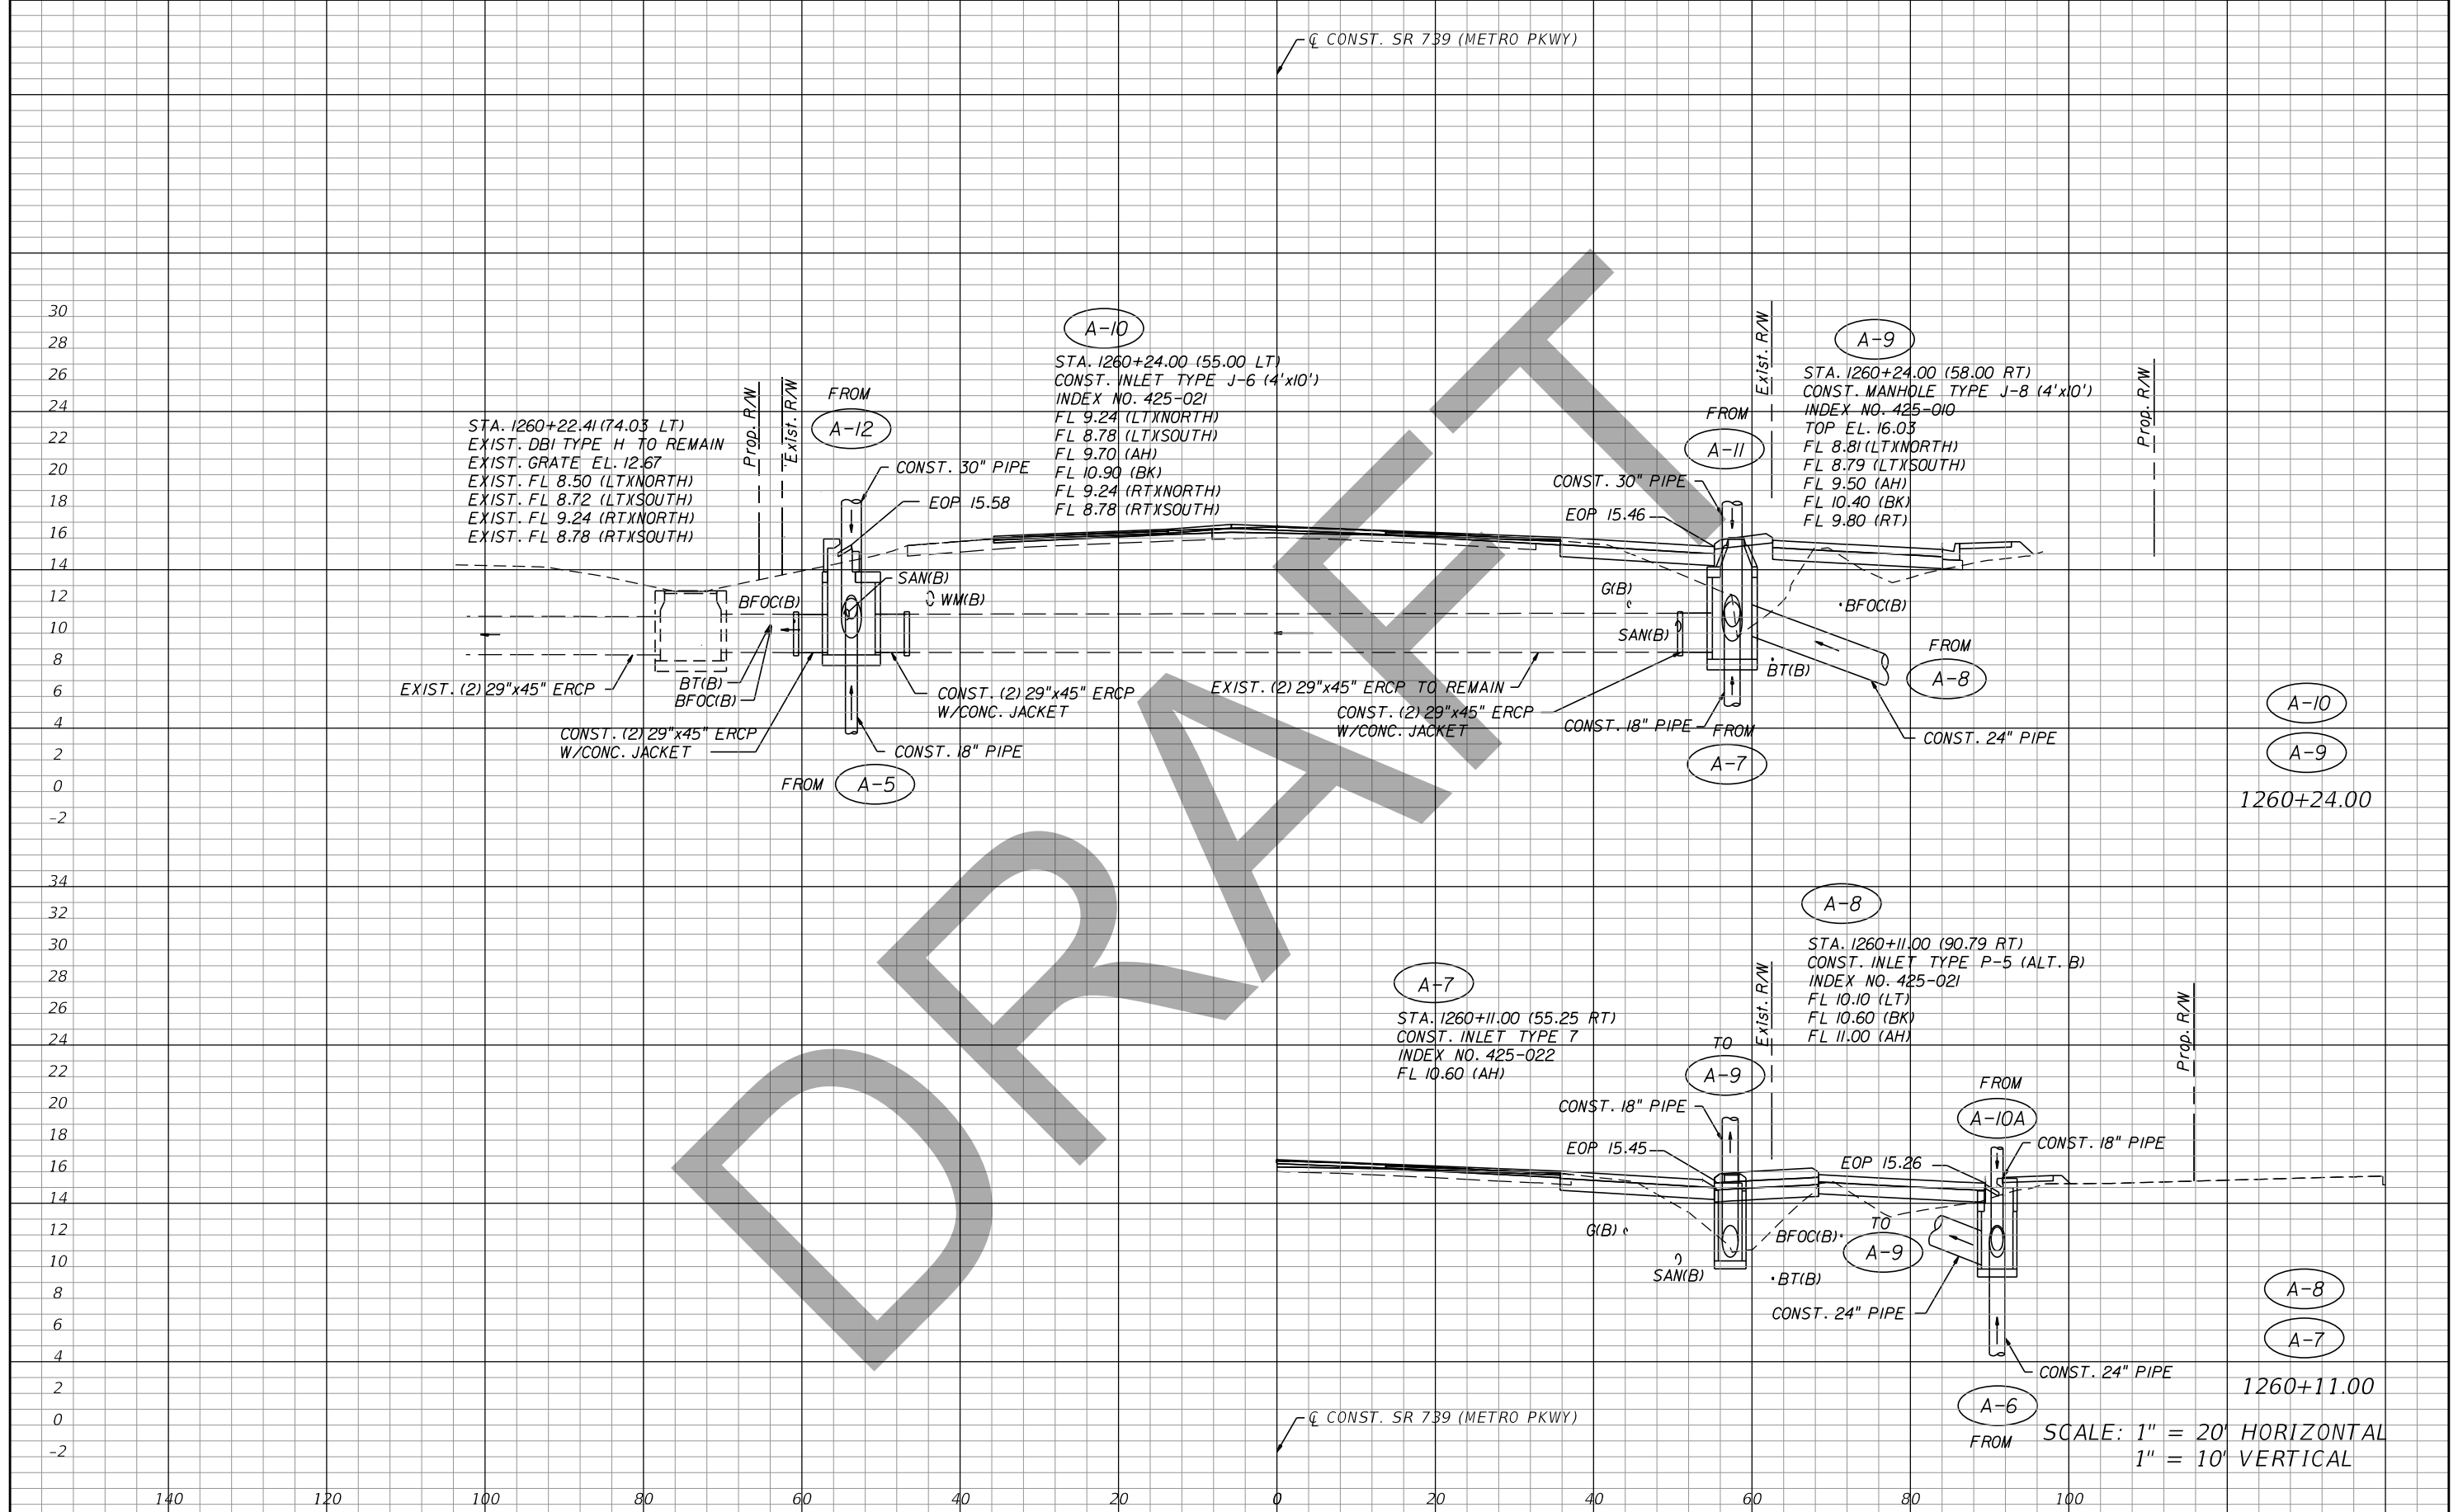 ℄ CONST. SR 739 (METRO PKWY)
30
28
26
24
22
20
18
16
14
12
10
8
6
4
2
0
-2
STA. 1260+22.41 (74.03 LT)
EXIST. DBI TYPE H TO REMAIN
EXIST. GRATE EL. 12.67
EXIST. FL 8.50 (LT)(NORTH)
EXIST. FL 8.72 (LT)(SOUTH)
EXIST. FL 9.24 (RT)(NORTH)
EXIST. FL 8.78 (RT)(SOUTH)
Prop. R/W
Exist. R/W
FROM
A-12
CONST. 30" PIPE
EOP 15.58
A-10
STA. 1260+24.00 (55.00 LT)
CONST. INLET TYPE J-6 (4'x10')
INDEX NO. 425-021
FL 9.24 (LT)(NORTH)
FL 8.78 (LT)(SOUTH)
FL 9.70 (AH)
FL 10.90 (BK)
FL 9.24 (RT)(NORTH)
FL 8.78 (RT)(SOUTH)
FROM
A-11
CONST. 30" PIPE
EOP 15.46
Exist. R/W
A-9
STA. 1260+24.00 (58.00 RT)
CONST. MANHOLE TYPE J-8 (4'x10')
INDEX NO. 425-010
TOP EL. 16.03
FL 8.81 (LT)(NORTH)
FL 8.79 (LT)(SOUTH)
FL 9.50 (AH)
FL 10.40 (BK)
FL 9.80 (RT)
Prop. R/W
SAN(B)
BFOC(B)
WM(B)
G(B)
BFOC(B)
SAN(B)
BT(B)
FROM
A-8
EXIST. (2) 29"x45" ERCP
BT(B)
BFOC(B)
CONST. (2) 29"x45" ERCP
W/CONC. JACKET
CONST. (2) 29"x45" ERCP
W/CONC. JACKET
CONST. 18" PIPE
FROM
A-5
EXIST. (2) 29"x45" ERCP TO REMAIN
CONST. (2) 29"x45" ERCP
W/CONC. JACKET
CONST. 18" PIPE
FROM
A-7
CONST. 24" PIPE
A-10
A-9
1260+24.00
DRAFT
34
32
30
28
26
24
22
20
18
16
14
12
10
8
6
4
2
0
-2
A-7
STA. 1260+11.00 (55.25 RT)
CONST. INLET TYPE 7
INDEX NO. 425-022
FL 10.60 (AH)
TO
A-9
CONST. 18" PIPE
EOP 15.45
Exist. R/W
A-8
STA. 1260+11.00 (90.79 RT)
CONST. INLET TYPE P-5 (ALT. B)
INDEX NO. 425-021
FL 10.10 (LT)
FL 10.60 (BK)
FL 11.00 (AH)
FROM
A-10A
CONST. 18" PIPE
EOP 15.26
Prop. R/W
G(B)
SAN(B)
BFOC(B)
BT(B)
TO
A-9
CONST. 24" PIPE
CONST. 24" PIPE
A-6
FROM
A-8
A-7
1260+11.00
℄ CONST. SR 739 (METRO PKWY)
SCALE: 1" = 20' HORIZONTAL
1" = 10' VERTICAL
140 120 100 80 60 40 20 0 20 40 60 80 100